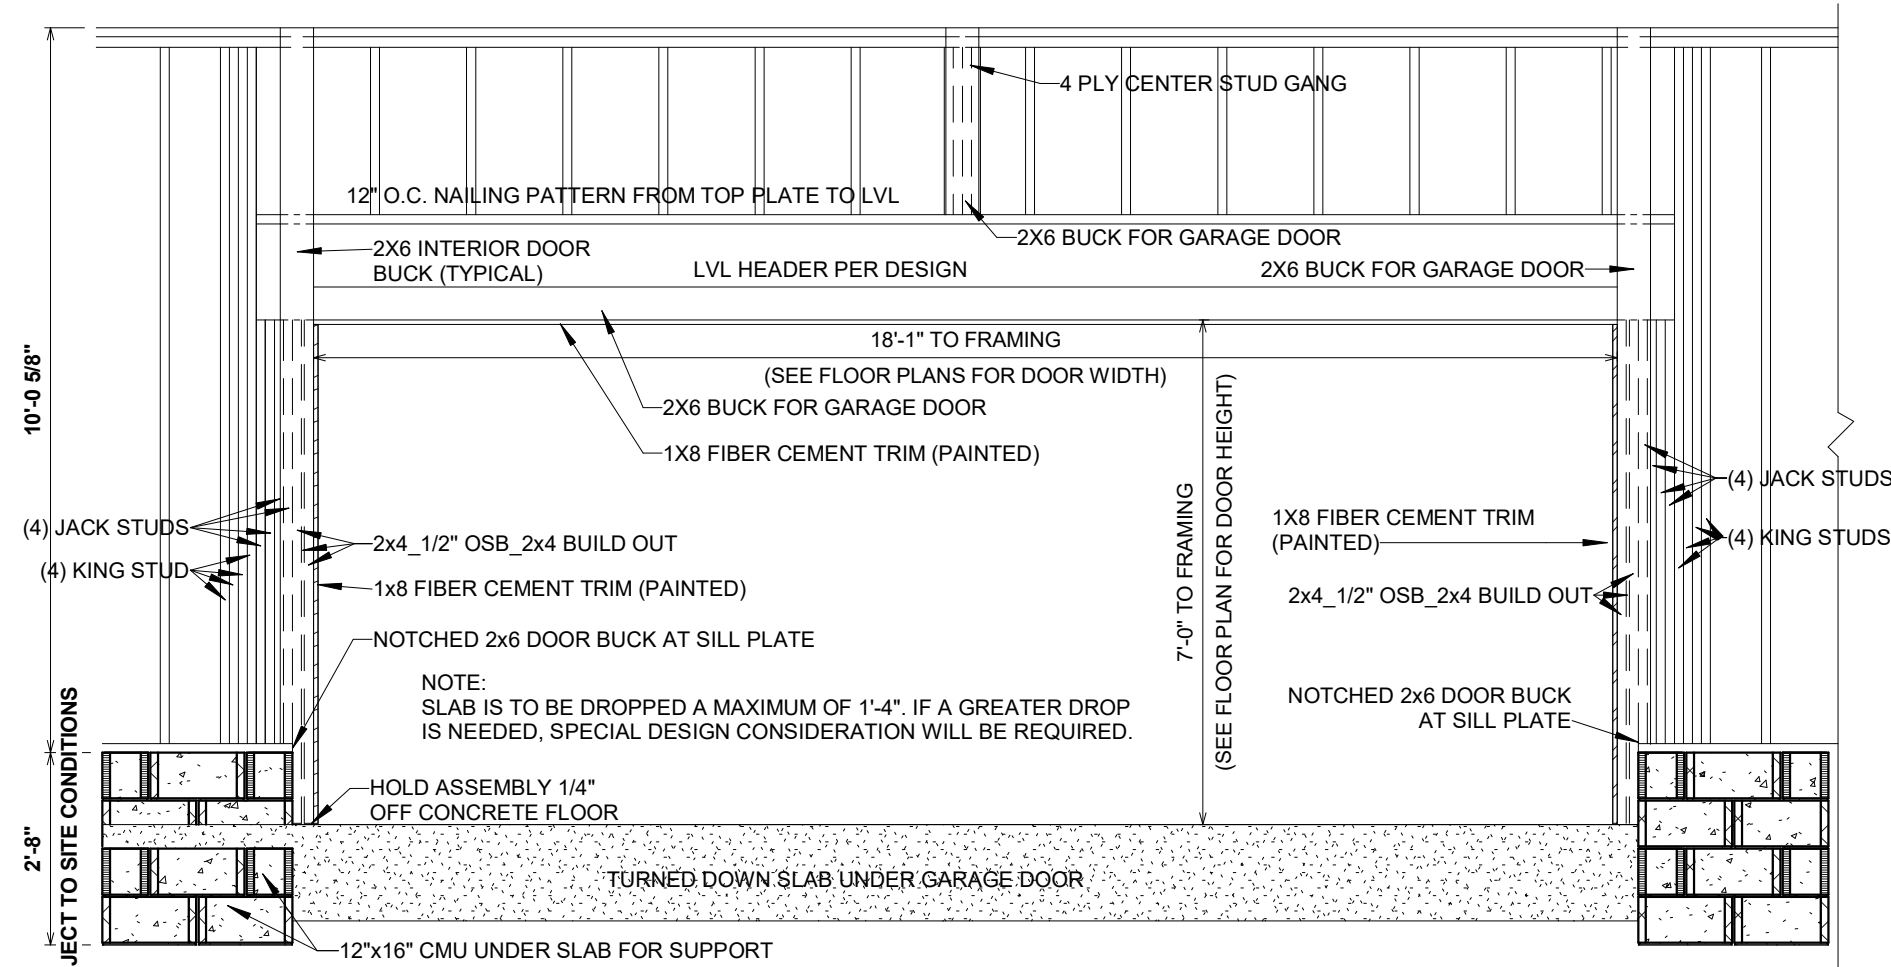 4 PLY CENTER STUD GANG
12" O.C. NAILING PATTERN FROM TOP PLATE TO LVL
2X6 BUCK FOR GARAGE DOOR
2X6 INTERIOR DOOR
BUCK (TYPICAL)
LVL HEADER PER DESIGN
2X6 BUCK FOR GARAGE DOOR
18'-1" TO FRAMING
(SEE FLOOR PLANS FOR DOOR WIDTH)
2X6 BUCK FOR GARAGE DOOR
1X8 FIBER CEMENT TRIM (PAINTED)
10'-0 5/8"
7'-0" TO FRAMING
(SEE FLOOR PLAN FOR DOOR HEIGHT)
(4) JACK STUDS
(4) KING STUD
2x4_1/2" OSB_2x4 BUILD OUT
1x8 FIBER CEMENT TRIM (PAINTED)
NOTCHED 2x6 DOOR BUCK AT SILL PLATE
(4) JACK STUDS
1X8 FIBER CEMENT TRIM
(PAINTED)
(4) KING STUDS
2x4_1/2" OSB_2x4 BUILD OUT
NOTE:
SLAB IS TO BE DROPPED A MAXIMUM OF 1'-4". IF A GREATER DROP
IS NEEDED, SPECIAL DESIGN CONSIDERATION WILL BE REQUIRED.
NOTCHED 2x6 DOOR BUCK
AT SILL PLATE
HOLD ASSEMBLY 1/4"
OFF CONCRETE FLOOR
2'-8"
JECT TO SITE CONDITIONS
TURNED DOWN SLAB UNDER GARAGE DOOR
12"x16" CMU UNDER SLAB FOR SUPPORT